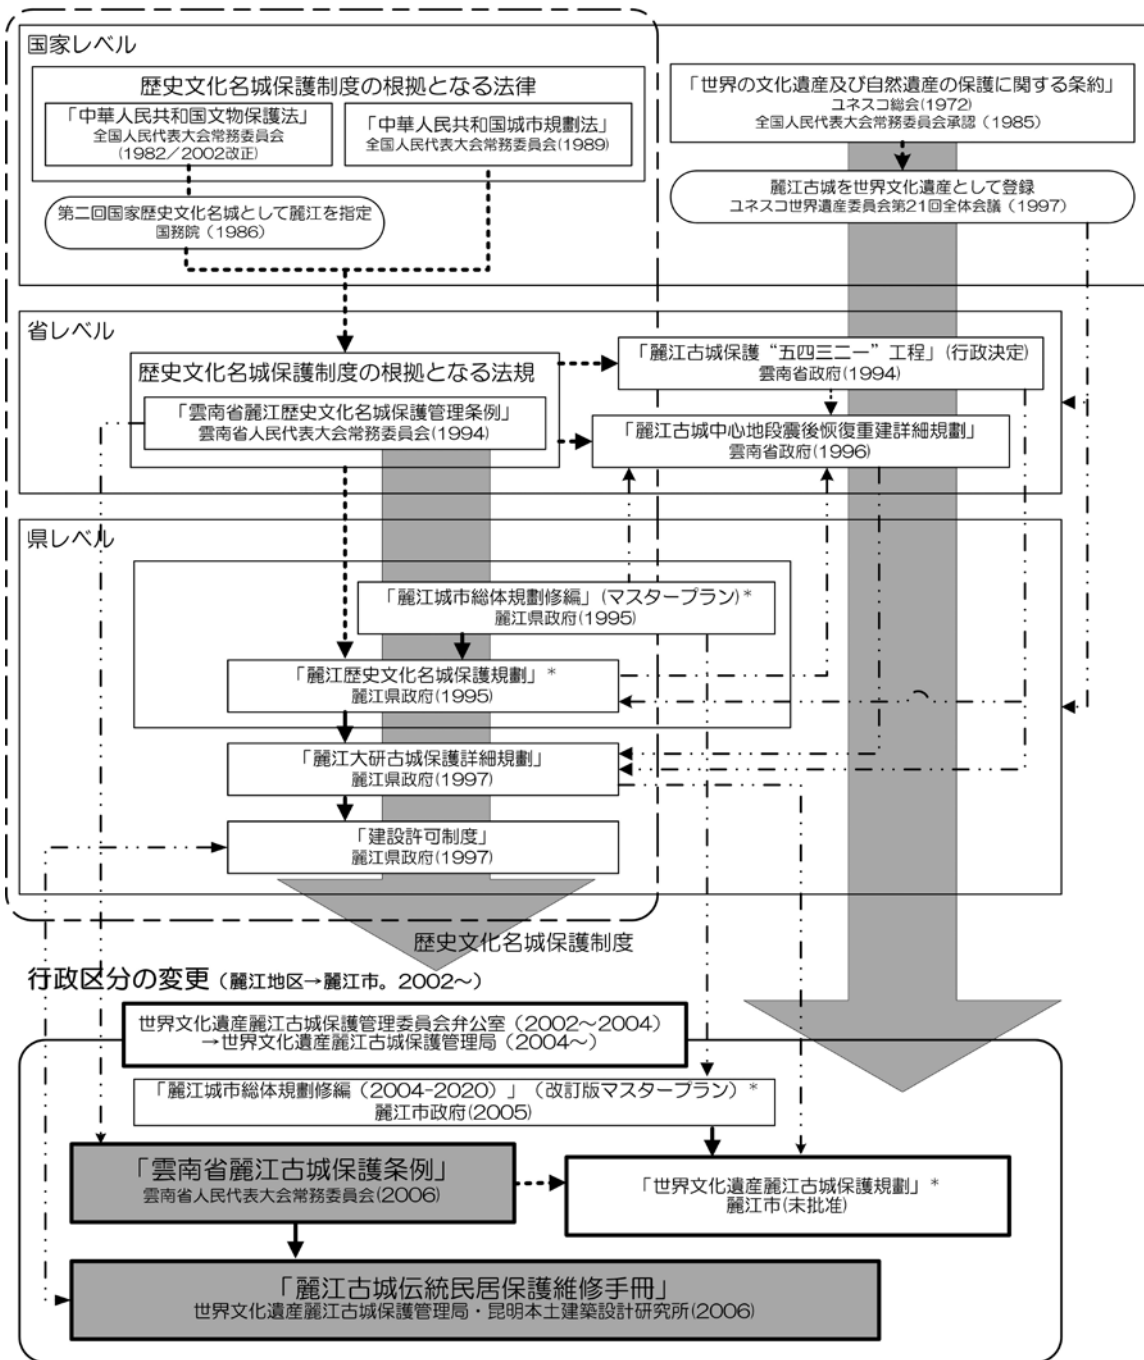 国家レベル
歴史文化名城保護制度の根拠となる法律
「中華人民共和国文物保護法」
全国人民代表大会常務委員会
(1982／2002改正)
「中華人民共和国城市規劃法」
全国人民代表大会常務委員会(1989)
第二回国家歴史文化名城として麗江を指定
国務院（1986）
「世界の文化遺産及び自然遺産の保護に関する条約」
ユネスコ総会(1972)
全国人民代表大会常務委員会承認（1985）
麗江古城を世界文化遺産として登録
ユネスコ世界遺産委員会第21回全体会議（1997）
省レベル
歴史文化名城保護制度の根拠となる法規
「雲南省麗江歴史文化名城保護管理条例」
雲南省人民代表大会常務委員会(1994)
「麗江古城保護“五四三二一”工程」(行政決定)
雲南省政府(1994)
「麗江古城中心地段震後恢復重建詳細規劃」
雲南省政府(1996)
県レベル
「麗江城市総体規劃修編」(マスタープラン)*
麗江県政府(1995)
「麗江歴史文化名城保護規劃」*
麗江県政府(1995)
「麗江大研古城保護詳細規劃」
麗江県政府(1997)
「建設許可制度」
麗江県政府(1997)
歴史文化名城保護制度
行政区分の変更（麗江地区→麗江市。2002～）
世界文化遺産麗江古城保護管理委員会弁公室（2002～2004）
→世界文化遺産麗江古城保護管理局（2004～）
「麗江城市総体規劃修編（2004-2020）」（改訂版マスタープラン）*
麗江市政府(2005)
「雲南省麗江古城保護条例」
雲南省人民代表大会常務委員会(2006)
「世界文化遺産麗江古城保護規劃」*
麗江市(未批准)
「麗江古城伝統民居保護維修手冊」
世界文化遺産麗江古城保護管理局・昆明本土建築設計研究所(2006)